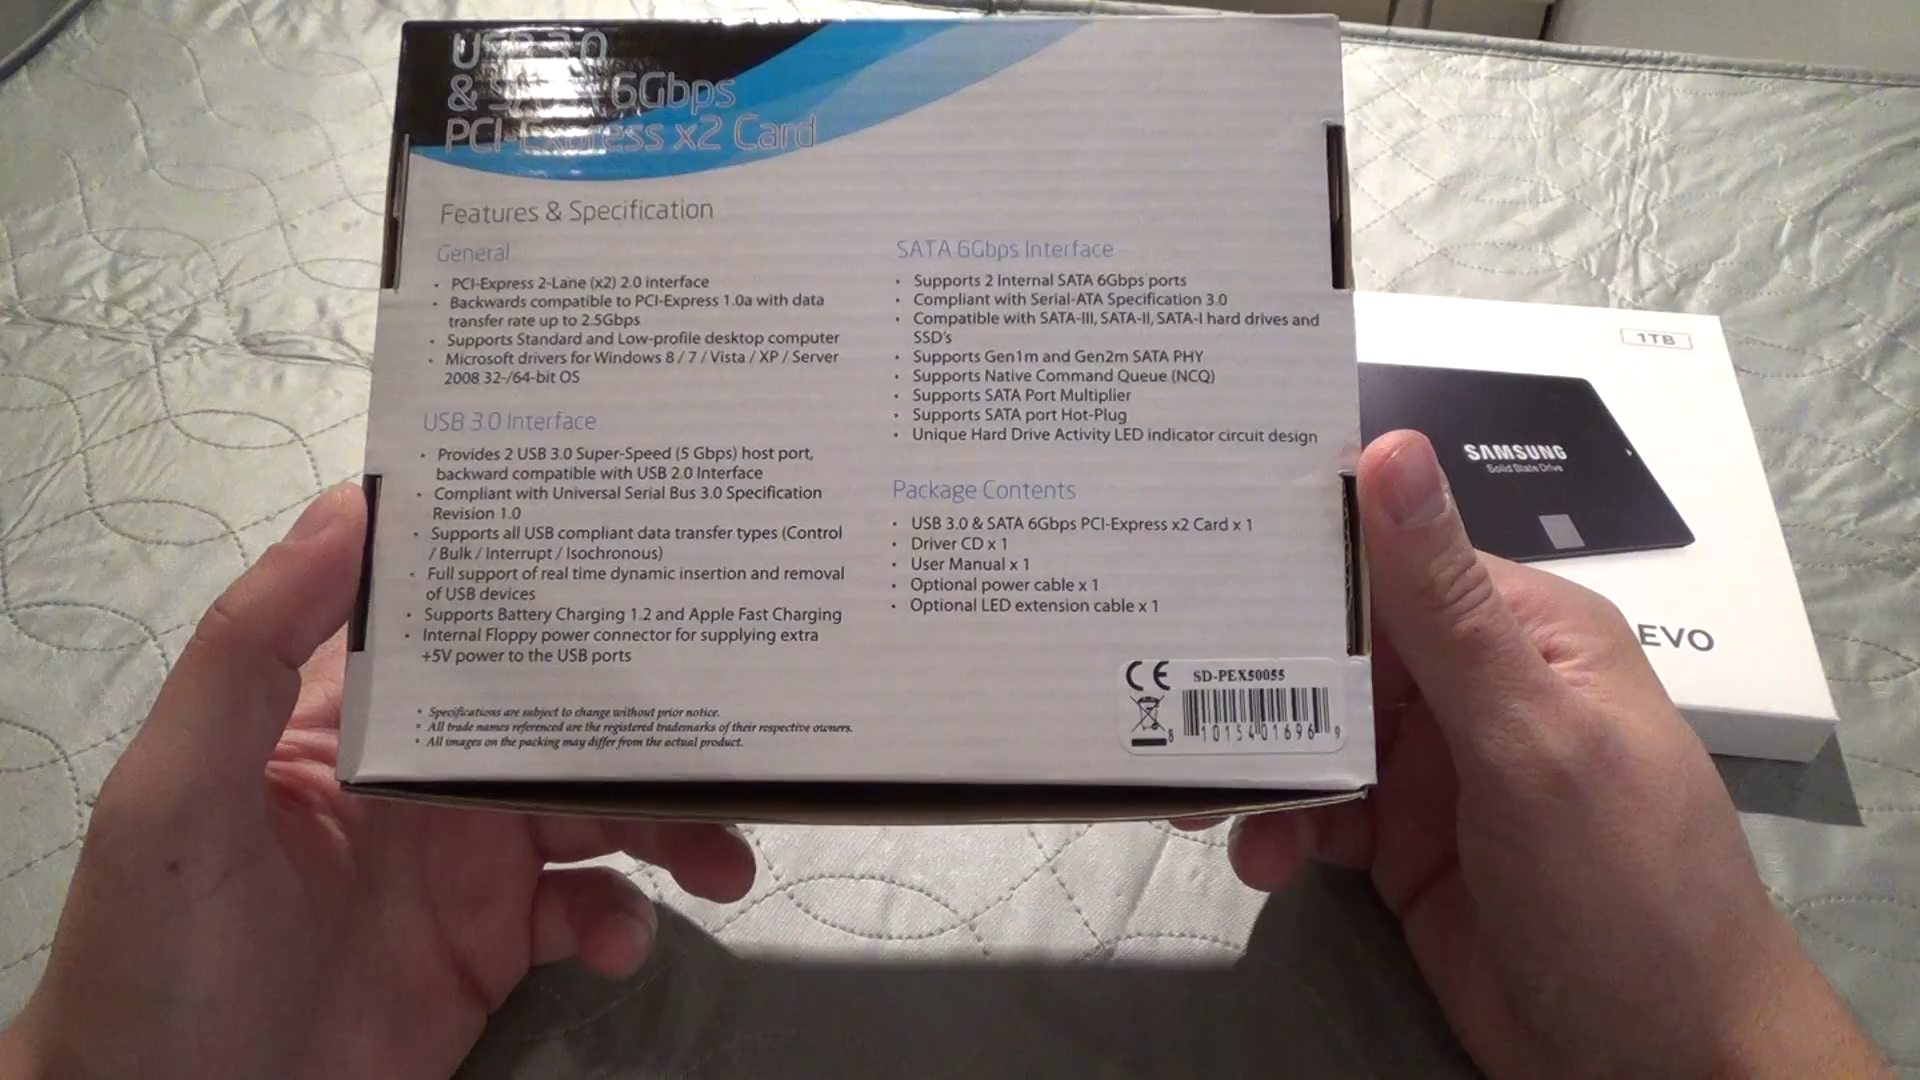 USB 3.0
& SATA 6Gbps
PCI-Express x2 Card
Features & Specification
General
• PCI-Express 2-Lane (x2) 2.0 interface
• Backwards compatible to PCI-Express 1.0a with data
transfer rate up to 2.5Gbps
• Supports Standard and Low-profile desktop computer
• Microsoft drivers for Windows 8 / 7 / Vista / XP / Server
2008 32-/64-bit OS
USB 3.0 Interface
• Provides 2 USB 3.0 Super-Speed (5 Gbps) host port,
backward compatible with USB 2.0 Interface
• Compliant with Universal Serial Bus 3.0 Specification
Revision 1.0
• Supports all USB compliant data transfer types (Control
/ Bulk / Interrupt / Isochronous)
• Full support of real time dynamic insertion and removal
of USB devices
• Supports Battery Charging 1.2 and Apple Fast Charging
• Internal Floppy power connector for supplying extra
+5V power to the USB ports
* Specifications are subject to change without prior notice.
* All trade names referenced are the registered trademarks of their respective owners.
* All images on the packing may differ from the actual product.
SATA 6Gbps Interface
• Supports 2 Internal SATA 6Gbps ports
• Compliant with Serial-ATA Specification 3.0
• Compatible with SATA-III, SATA-II, SATA-I hard drives and
SSD's
• Supports Gen1m and Gen2m SATA PHY
• Supports Native Command Queue (NCQ)
• Supports SATA Port Multiplier
• Supports SATA port Hot-Plug
• Unique Hard Drive Activity LED indicator circuit design
Package Contents
• USB 3.0 & SATA 6Gbps PCI-Express x2 Card x 1
• Driver CD x 1
• User Manual x 1
• Optional power cable x 1
• Optional LED extension cable x 1
CE SD-PEX50055
8 10154 01696 9
1TB
SAMSUNG
Solid State Drive
EVO